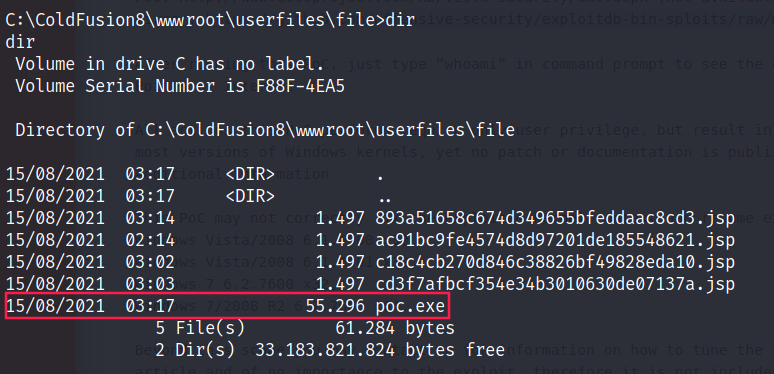 C:\ColdFusion8\wwwroot\userfiles\file>dir
dir
Volume in drive C has no label.
Volume Serial Number is F88F-4EA5
Directory of C:\ColdFusion8\wwwroot\userfiles\file
15/08/2021 03:17 <DIR> .
15/08/2021 03:17 <DIR> ..
15/08/2021 03:14 1.497 893a51658c674d349655bfeddaac8cd3.jsp
15/08/2021 02:14 1.497 ac91bc9fe4574d8d97201de185548621.jsp
15/08/2021 03:02 1.497 c18c4cb270d846c38826bf49828eda10.jsp
15/08/2021 03:03 1.497 cd3f7afbcf354e34b3010630de07137a.jsp
15/08/2021 03:17 55.296 poc.exe
5 File(s) 61.284 bytes
2 Dir(s) 33.183.821.824 bytes free